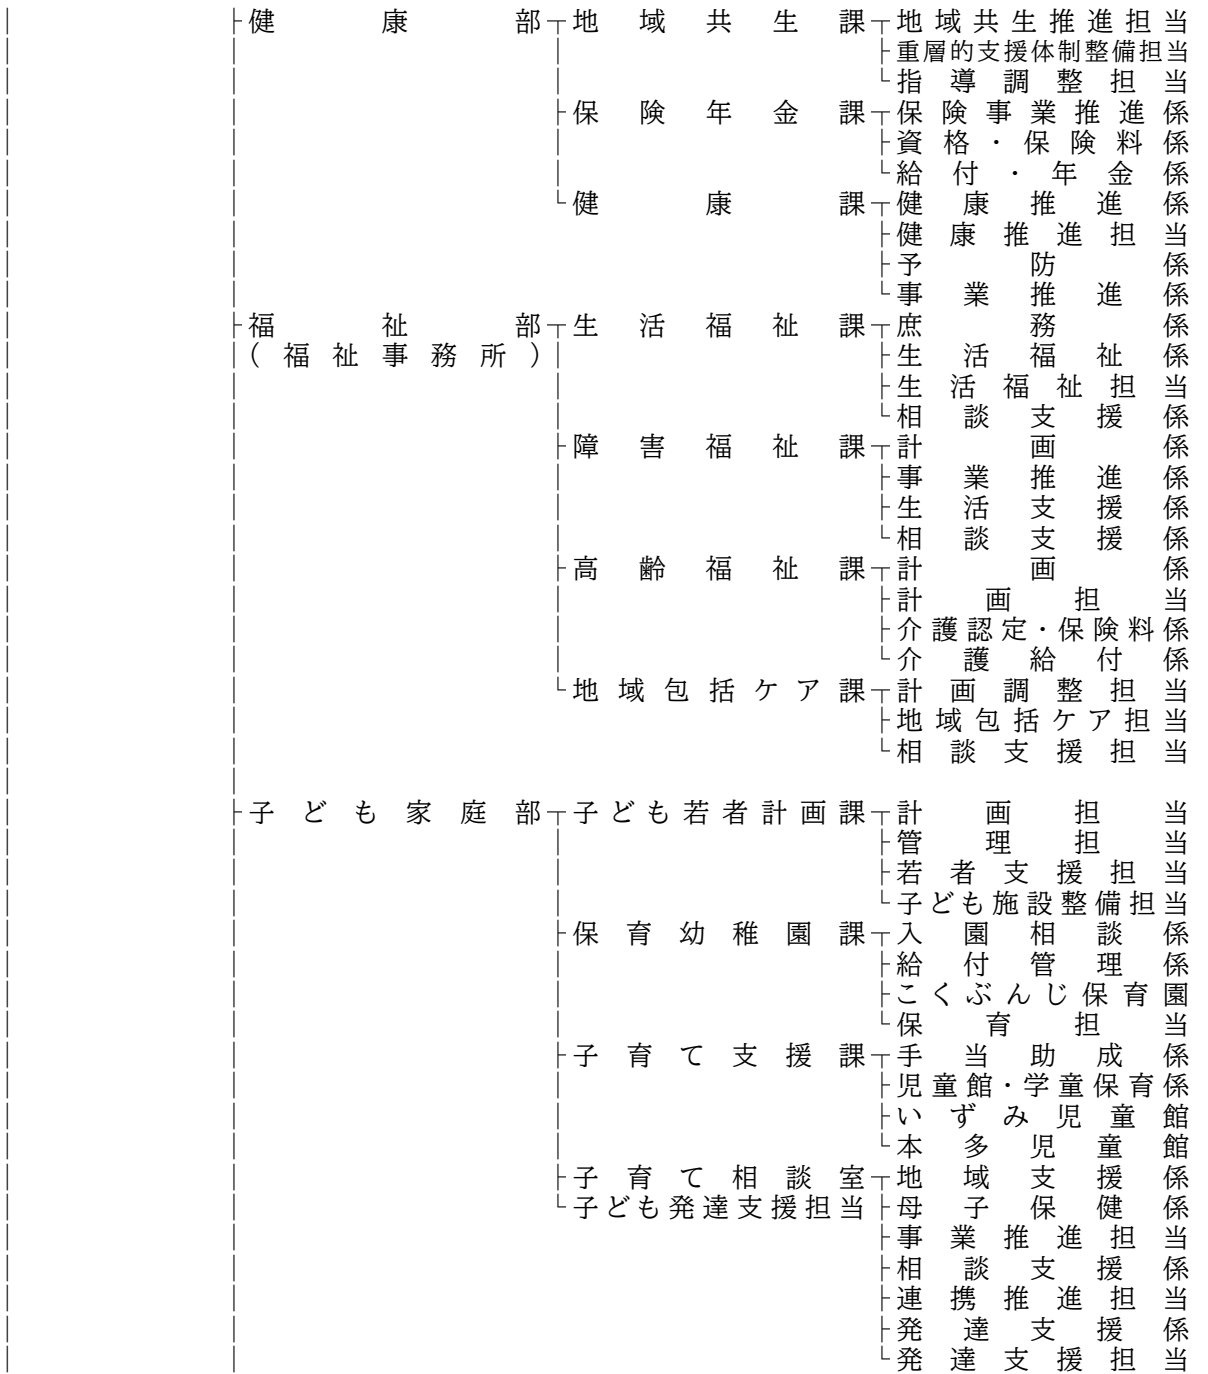 健康部 地域共生課 地域共生推進担当
重層的支援体制整備担当
指導調整担当
保険年金課 保険事業推進係
資格・保険料係
給付・年金係
健康課 健康推進係
健康推進担当
予防係
事業推進係
福祉部 生活福祉課 庶務係
(福祉事務所) 生活福祉係
生活福祉担当
相談支援係
障害福祉課 計画係
事業推進係
生活支援係
相談支援係
高齢福祉課 計画係
計画担当
介護認定・保険料係
介護給付係
地域包括ケア課 計画調整担当
地域包括ケア担当
相談支援担当
子ども家庭部 子ども若者計画課 計画担当
管理担当
若者支援担当
子ども施設整備担当
保育幼稚園課 入園相談係
給付管理係
こくぶんじ保育園
保育担当
子育て支援課 手当助成係
児童館・学童保育係
いずみ児童館
本多児童館
子育て相談室 地域支援係
子ども発達支援担当 母子保健係
事業推進担当
相談支援係
連携推進担当
発達支援係
発達支援担当